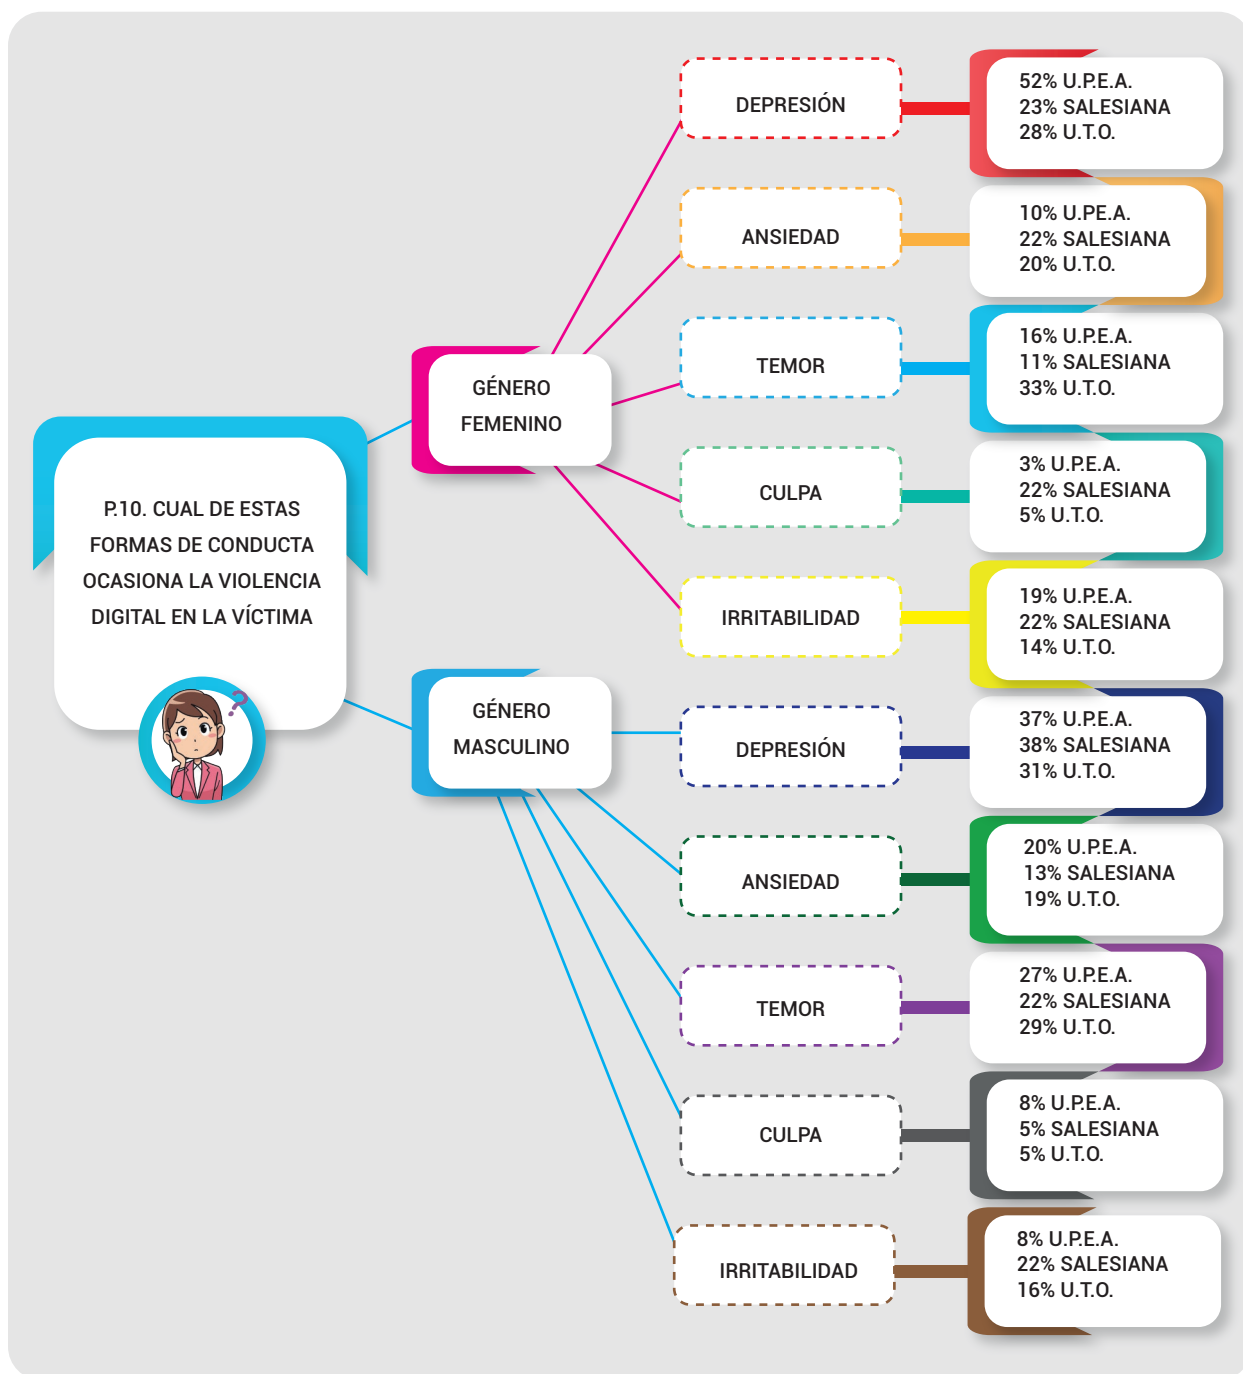 P.10. CUAL DE ESTAS
FORMAS DE CONDUCTA
OCASIONA LA VIOLENCIA
DIGITAL EN LA VÍCTIMA
?
GÉNERO
FEMENINO
DEPRESIÓN
52% U.P.E.A.
23% SALESIANA
28% U.T.O.
ANSIEDAD
10% U.PE.A.
22% SALESIANA
20% U.T.O.
TEMOR
16% U.P.E.A.
11% SALESIANA
33% U.T.O.
CULPA
3% U.P.E.A.
22% SALESIANA
5% U.T.O.
IRRITABILIDAD
19% U.P.E.A.
22% SALESIANA
14% U.T.O.
GÉNERO
MASCULINO
DEPRESIÓN
37% U.P.E.A.
38% SALESIANA
31% U.T.O.
ANSIEDAD
20% U.P.E.A.
13% SALESIANA
19% U.T.O.
TEMOR
27% U.P.E.A.
22% SALESIANA
29% U.T.O.
CULPA
8% U.P.E.A.
5% SALESIANA
5% U.T.O.
IRRITABILIDAD
8% U.P.E.A.
22% SALESIANA
16% U.T.O.